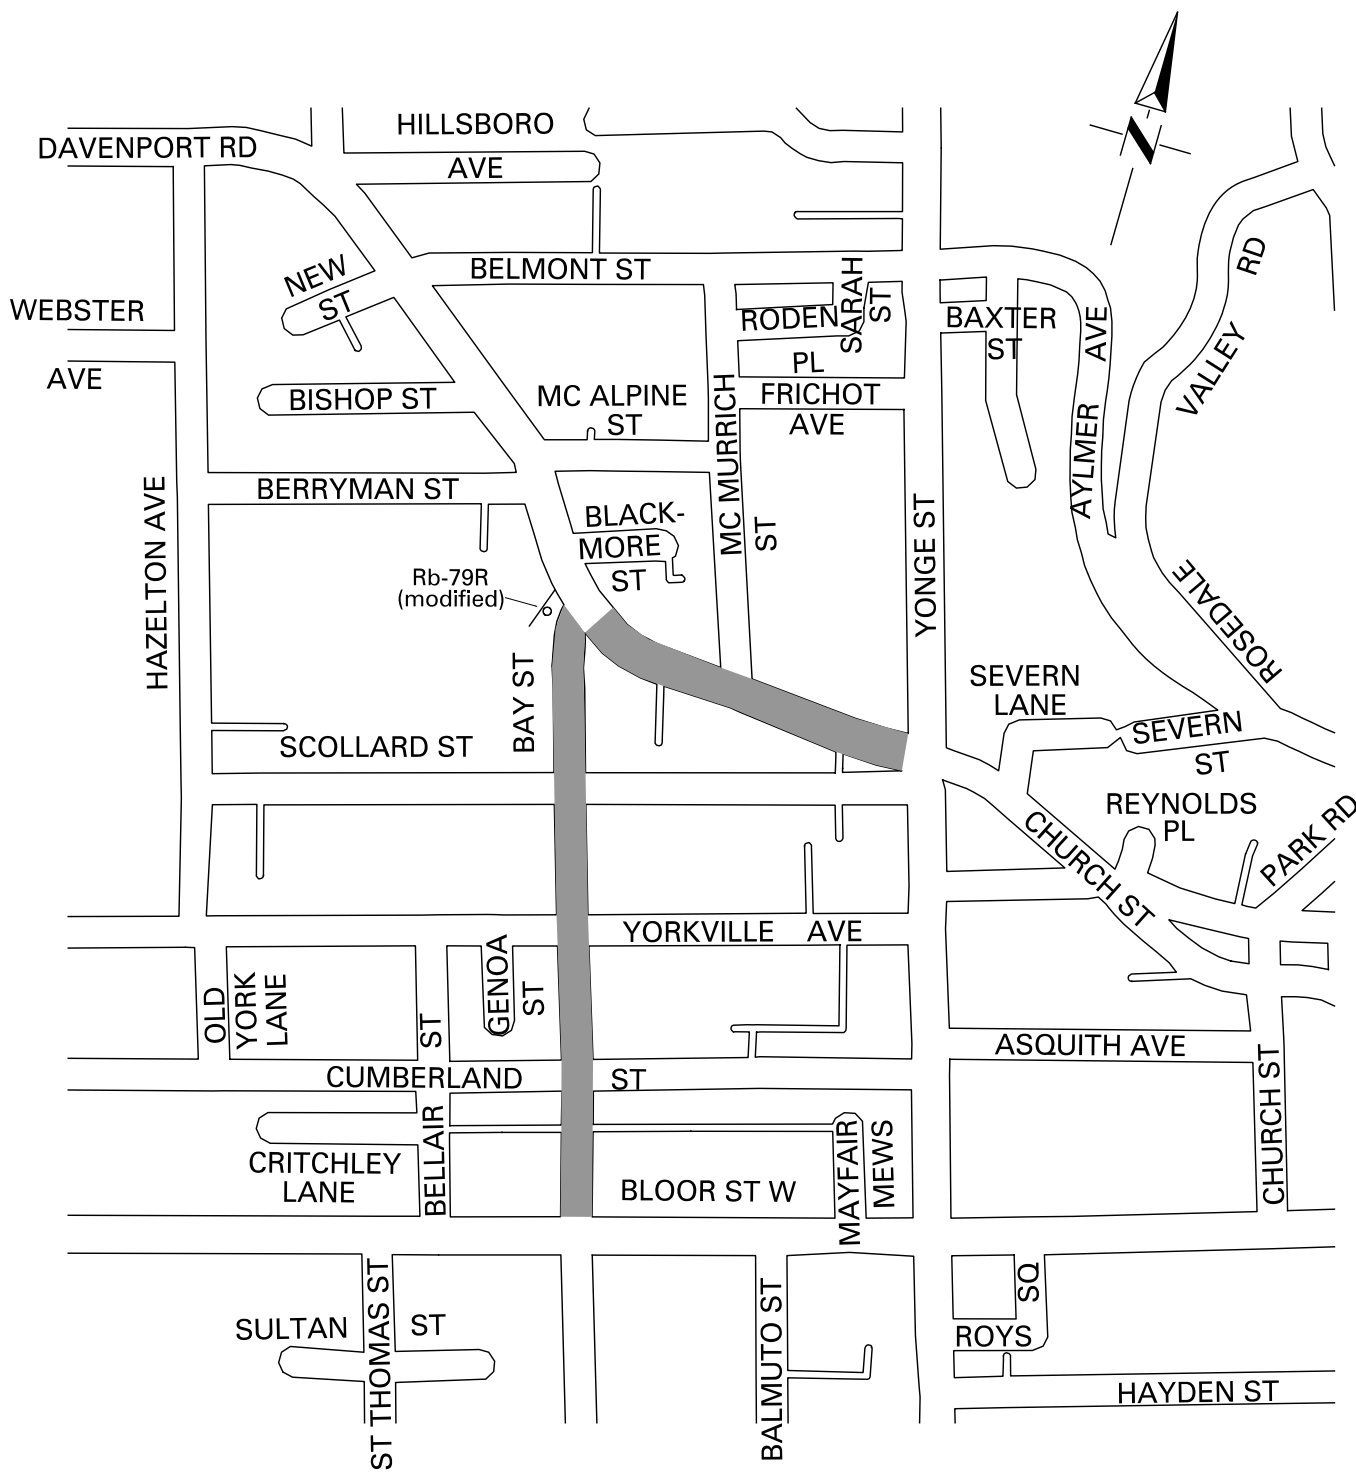 HILLSBORO
AVE
DAVENPORT RD
N
NEW
ST
BELMONT ST
SARAH
ST
RD
WEBSTER
AVE
RODEN
PL
BAXTER
ST
AYLMER AVE
VALLEY
BISHOP ST
MC ALPINE
ST
MC MURRICH
ST
FRICHOT
AVE
HAZELTON AVE
BERRYMAN ST
BLACK-
MORE
ST
YONGE ST
Rb-79R
(modified)
ROSEDALE
BAY ST
SCOLLARD ST
SEVERN
LANE
SEVERN
ST
REYNOLDS
PL
CHURCH ST
PARK RD
YORKVILLE AVE
OLD
YORK
LANE
GENOA
ST
ASQUITH AVE
CUMBERLAND ST
BELLAIR ST
CRITCHLEY
LANE
BLOOR ST W
MAYFAIR
MEWS
CHURCH ST
SULTAN ST
ST THOMAS ST
BALMUTO ST
SQ
ROYS
HAYDEN ST